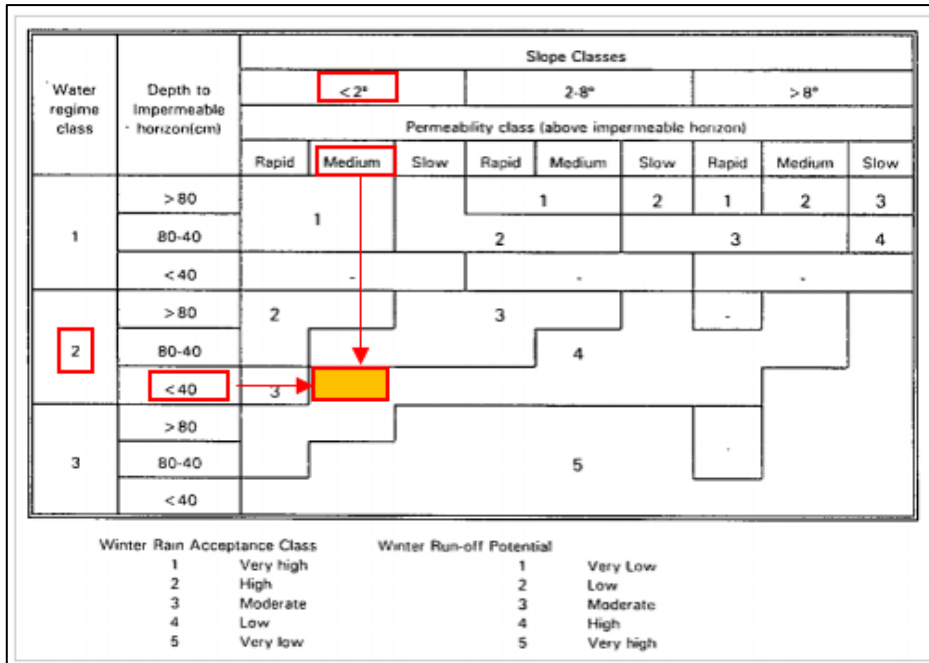 Slope Classes
Water regime class
Depth to Impermeable horizon(cm)
<2° 2-8° >8°
Permeability class (above impermeable horizon)
Rapid Medium Slow Rapid Medium Slow Rapid Medium Slow
>80 1 2 1 2 3
1
1 80-40 2 3 4
<40 - - -
>80 2 3 -
2 80-40 4
<40 3
>80
3 80-40 5 -
<40
Winter Rain Acceptance Class Winter Run-off Potential
1 Very high 1 Very Low
2 High 2 Low
3 Moderate 3 Moderate
4 Low 4 High
5 Very low 5 Very high